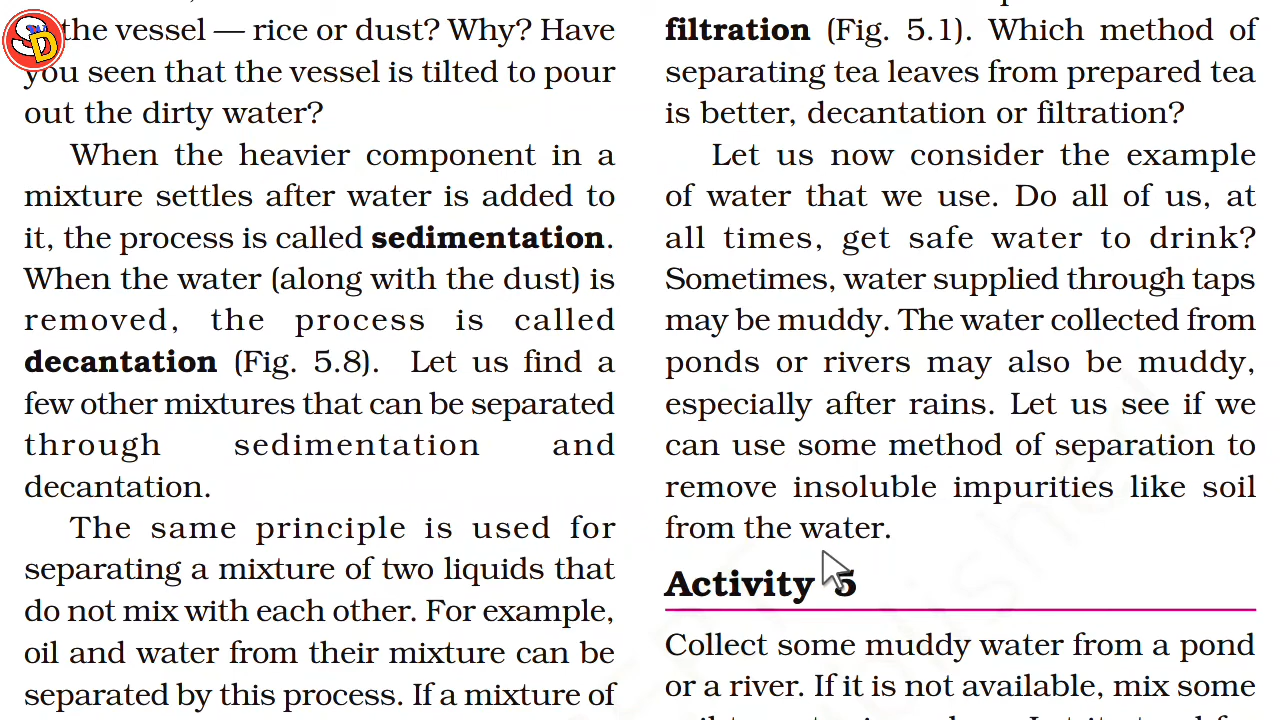 SD
the vessel — rice or dust? Why? Have
you seen that the vessel is tilted to pour
out the dirty water?
When the heavier component in a
mixture settles after water is added to
it, the process is called sedimentation.
When the water (along with the dust) is
removed, the process is called
decantation (Fig. 5.8). Let us find a
few other mixtures that can be separated
through sedimentation and
decantation.
The same principle is used for
separating a mixture of two liquids that
do not mix with each other. For example,
oil and water from their mixture can be
separated by this process. If a mixture of
filtration (Fig. 5.1). Which method of
separating tea leaves from prepared tea
is better, decantation or filtration?
Let us now consider the example
of water that we use. Do all of us, at
all times, get safe water to drink?
Sometimes, water supplied through taps
may be muddy. The water collected from
ponds or rivers may also be muddy,
especially after rains. Let us see if we
can use some method of separation to
remove insoluble impurities like soil
from the water.
Activity 5
Collect some muddy water from a pond
or a river. If it is not available, mix some